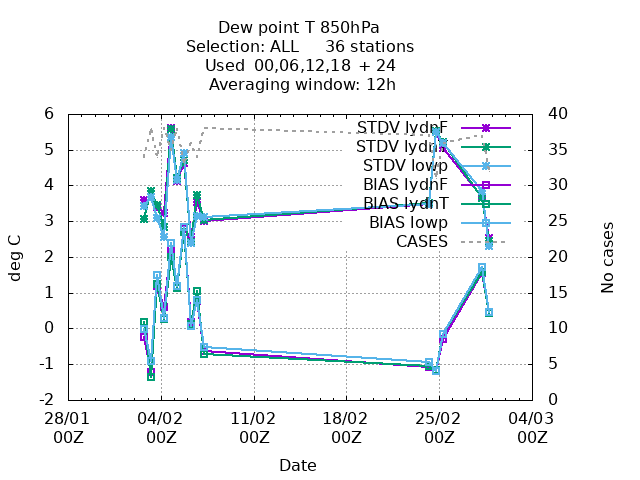 Dew point T 850hPa
Selection: ALL 36 stations
Used 00,06,12,18 + 24
Averaging window: 12h
6
5
4
3
2
1
0
-1
-2
deg C
40
35
30
25
20
15
10
5
0
No cases
STDV lydnF
STDV lydnT
STDV lowp
BIAS lydnF
BIAS lydnT
BIAS lowp
CASES
28/01 04/02 11/02 18/02 25/02 04/03
00Z 00Z 00Z 00Z 00Z 00Z
Date